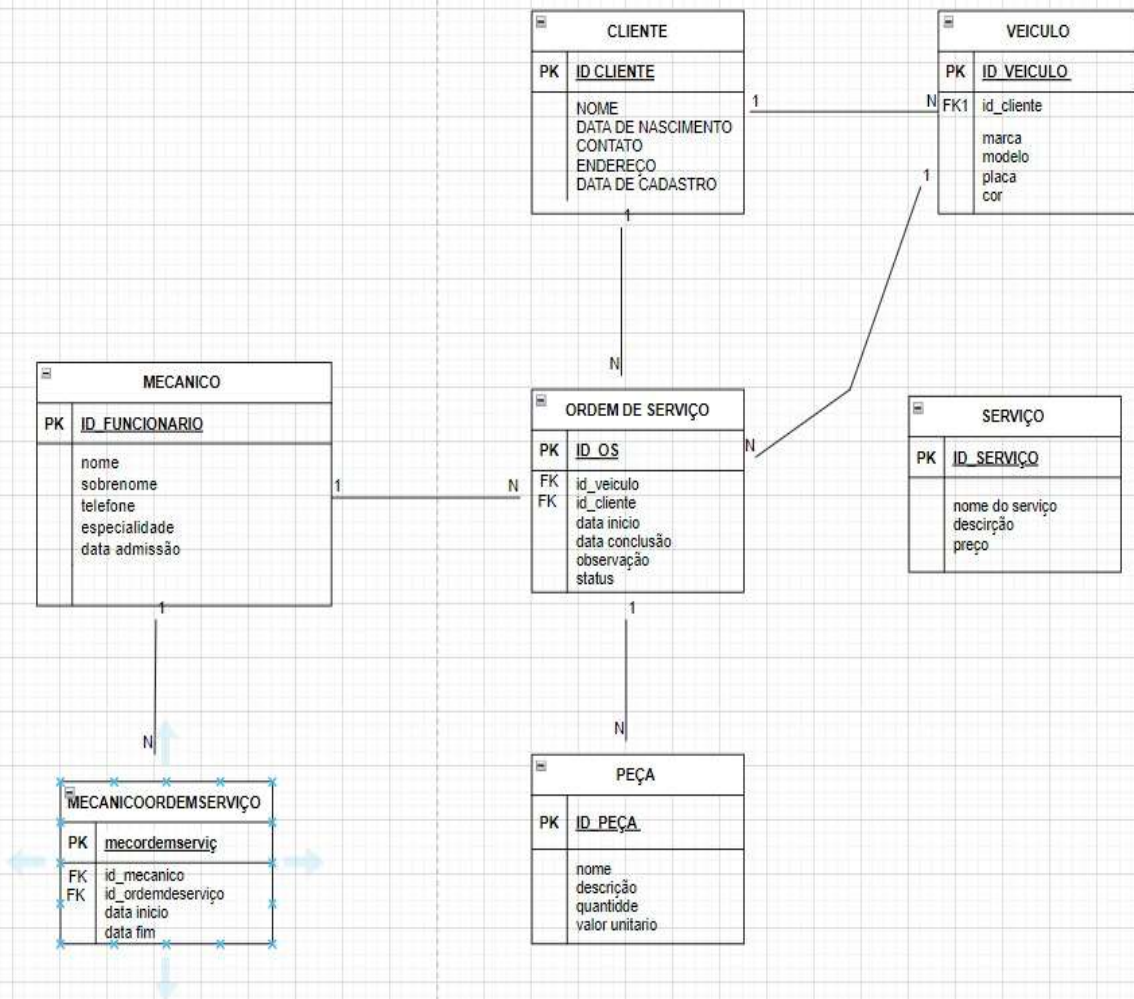 CLIENTE
PK ID CLIENTE
NOME
DATA DE NASCIMENTO
CONTATO
ENDEREÇO
DATA DE CADASTRO
1
N
VEICULO
PK ID_VEICULO
FK1 id_cliente
marca
modelo
placa
cor
1
1
N
N
MECANICO
PK ID_FUNCIONARIO
nome
sobrenome
telefone
especialidade
data admissão
1
N
ORDEM DE SERVIÇO
PK ID_OS
FK id_veiculo
FK id_cliente
data inicio
data conclusão
observação
status
SERVIÇO
PK ID_SERVIÇO
nome do serviço
descirção
preço
1
N
1
N
MECANICOORDEMSERVIÇO
PK mecordemserviç
FK id_mecanico
FK id_ordemdeserviço
data inicio
data fim
PEÇA
PK ID_PEÇA
nome
descrição
quantidde
valor unitario